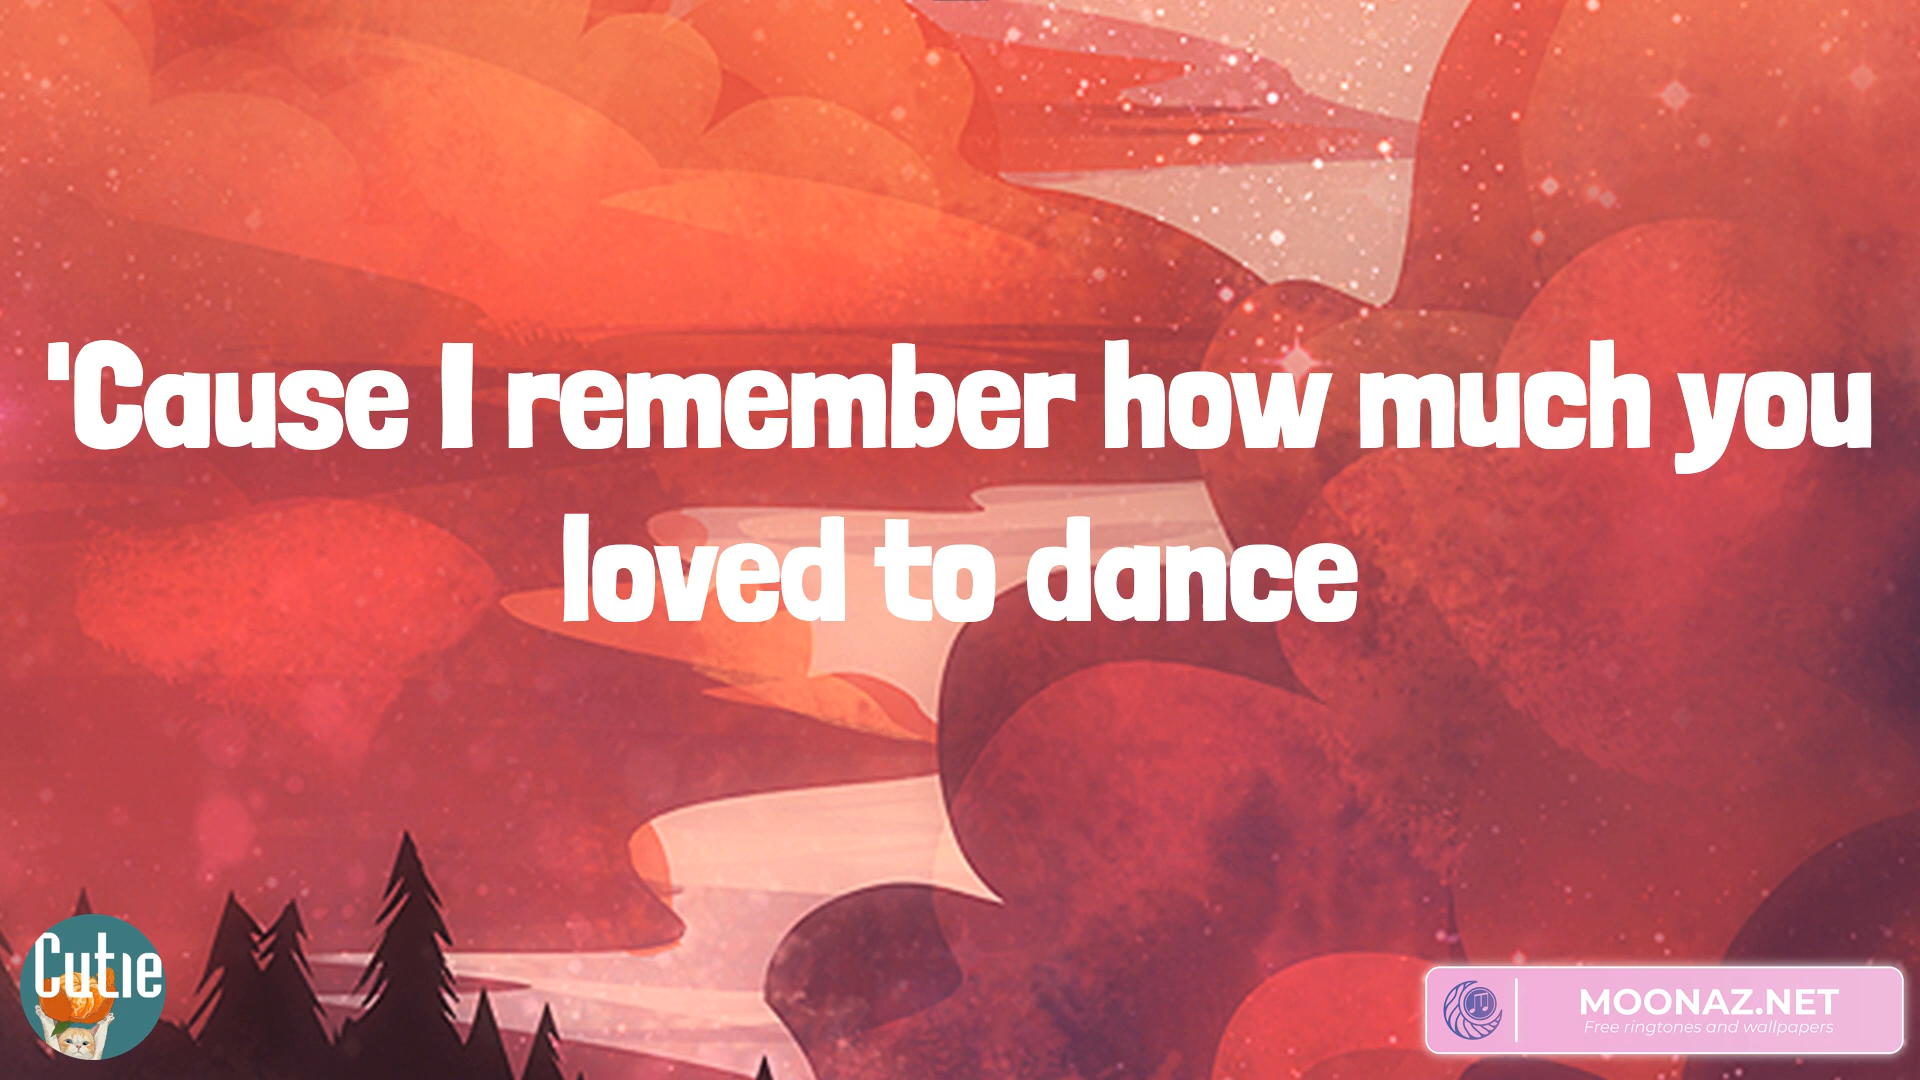 'Cause I remember how much you
loved to dance
Cutie
MOONAZ.NET
Free ringtones and wallpapers